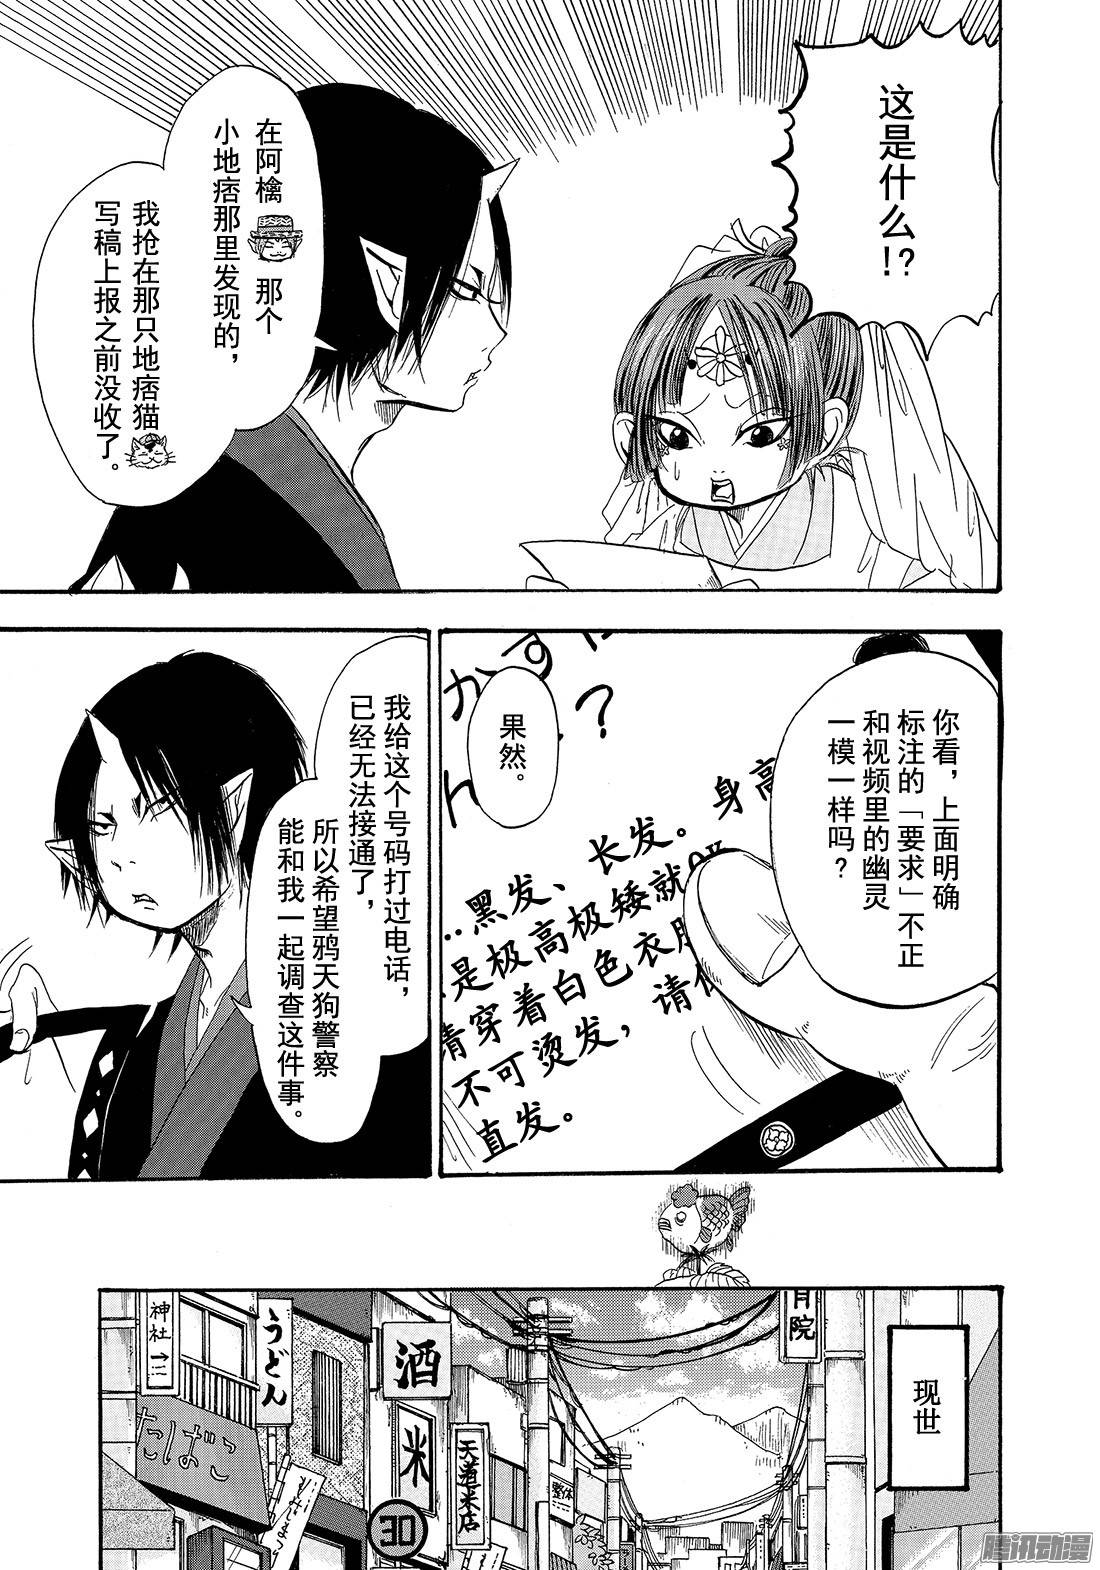 这是什么!?
在阿檎那个
小地痞那里发现的,
我抢在那只地痞猫
写稿上报之前没收了。
你看,上面明确
标注的「要求」不正
和视频里的幽灵
一模一样吗?
果然。
かす
?
身高
…黑发、长发。
是极高极矮就OK
请穿着白色衣服
不可烫发,请
直发。
我给这个号码打过电话,
已经无法接通了,
所以希望鸦天狗警察
能和我一起调查这件事。
现世
院
神社→
うどん
たばこ
酒
米
天道米店
整体
30
腾讯动漫